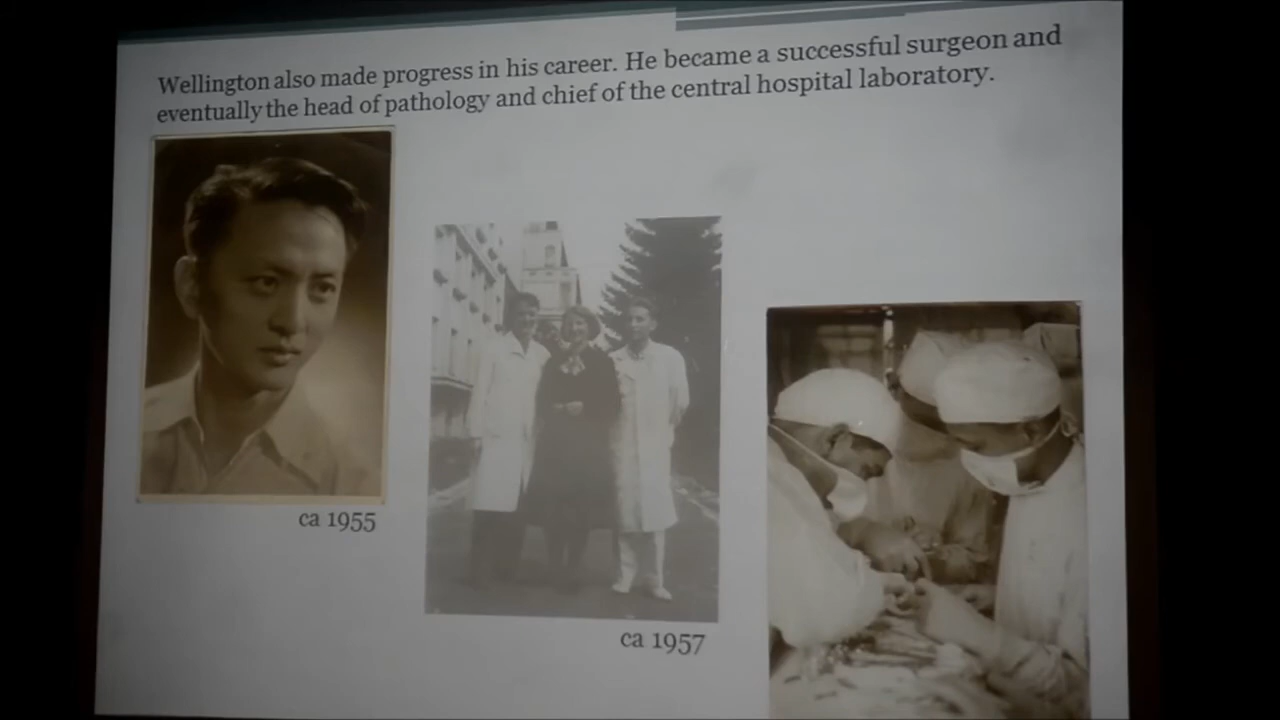 Wellington also made progress in his career. He became a successful surgeon and
eventually the head of pathology and chief of the central hospital laboratory.
ca 1955
ca 1957